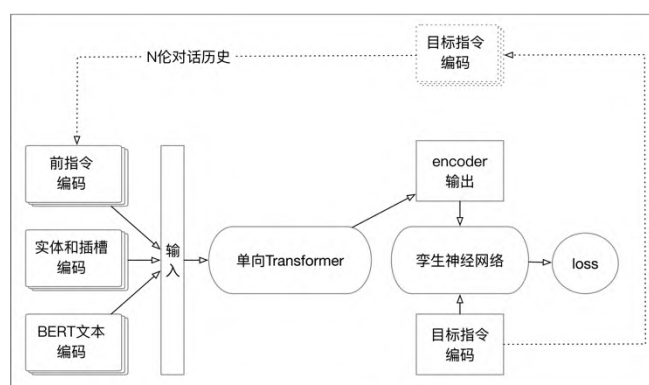 目标指令
编码
N伦对话历史
前指令
编码
实体和插槽
编码
BERT文本
编码
输
入
单向Transformer
encoder
输出
孪生神经网络
loss
目标指令
编码